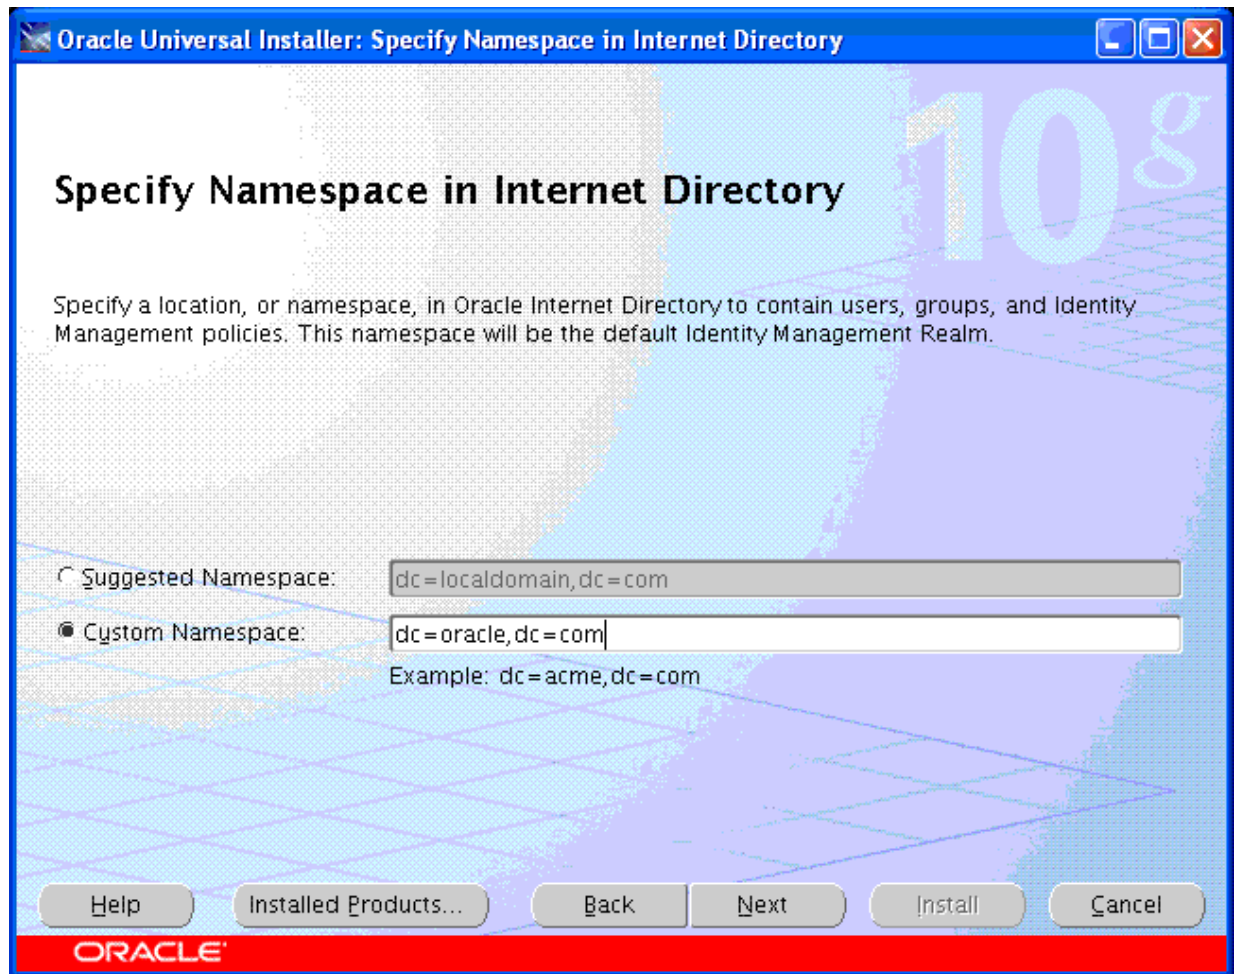 Oracle Universal Installer: Specify Namespace in Internet Directory
10g
Specify Namespace in Internet Directory
Specify a location, or namespace, in Oracle Internet Directory to contain users, groups, and Identity
Management policies. This namespace will be the default Identity Management Realm.
Suggested Namespace: dc=localdomain,dc=com
Custom Namespace: dc=oracle,dc=com
Example: dc=acme,dc=com
Help Installed Products... Back Next Install Cancel
ORACLE